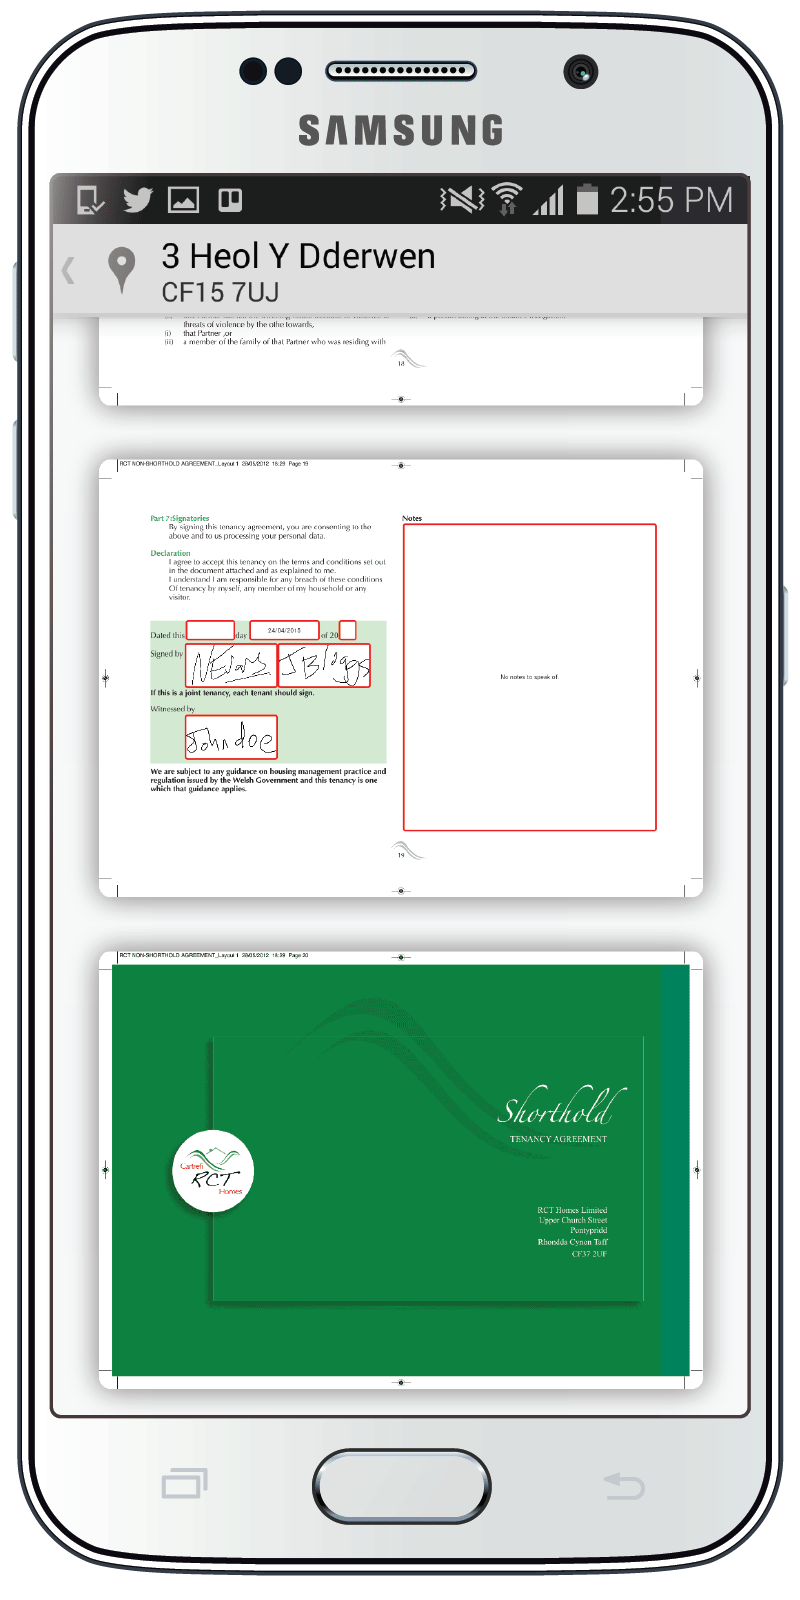 SAMSUNG
2:55 PM
3 Heol Y Dderwen
CF15 7UJ
threats of violence by the othe towards,
(i) that Partner ,or
(ii) a member of the family of that Partner who was residing with
18
RCT NON-SHORTHOLD AGREEMENT_Layout 1 28/05/2012 16:29 Page 19
Part 7:Signatories
By signing this tenancy agreement, you are consenting to the
above and to us processing your personal data.
Declaration
I agree to accept this tenancy on the terms and conditions set out
in the document attached and as explained to me.
I understand I am responsible for any breach of these conditions
Of tenancy by myself, any member of my household or any
visitor.
Dated this day 24/04/2015 of 20
Signed by NEvans JBloggs
If this is a joint tenancy, each tenant should sign.
Witnessed by
John doe
We are subject to any guidance on housing management practice and
regulation issued by the Welsh Government and this tenancy is one
which that guidance applies.
Notes
No notes to speak of.
19
RCT NON-SHORTHOLD AGREEMENT_Layout 1 28/05/2012 16:29 Page 20
Shorthold
TENANCY AGREEMENT
Cartrefi
RCT
Homes
RCT Homes Limited
Upper Church Street
Pontypridd
Rhondda Cynon Taff
CF37 2UF